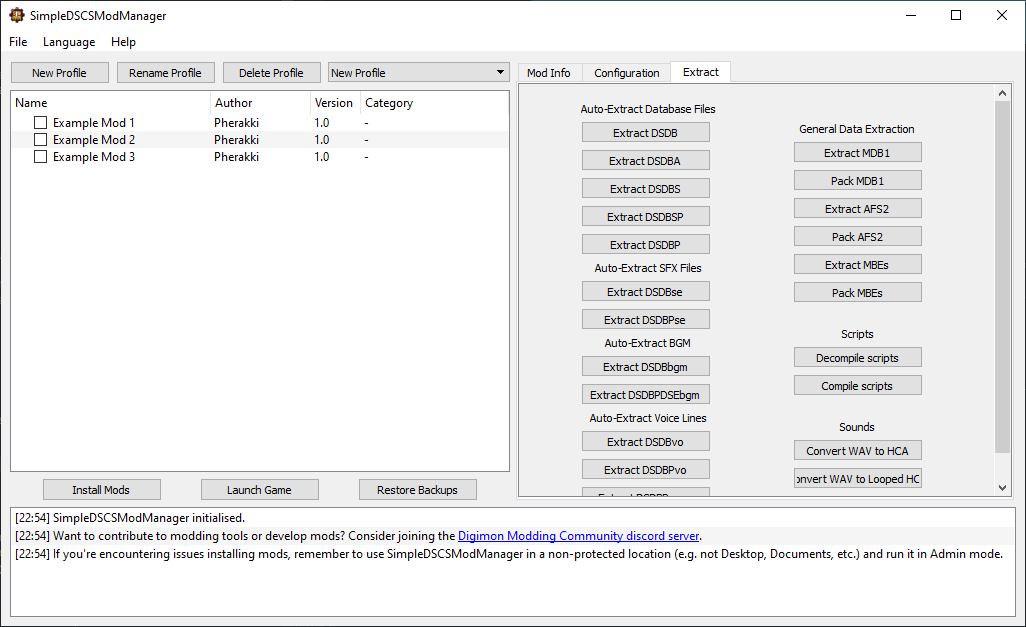 SimpleDSCSModManager
File Language Help
New Profile Rename Profile Delete Profile New Profile
Name Author Version Category
Example Mod 1 Pherakki 1.0 -
Example Mod 2 Pherakki 1.0 -
Example Mod 3 Pherakki 1.0 -
Install Mods Launch Game Restore Backups
Mod Info Configuration Extract
Auto-Extract Database Files
Extract DSDB
Extract DSDBA
Extract DSDBS
Extract DSDBSP
Extract DSDBP
Auto-Extract SFX Files
Extract DSDBse
Extract DSDBPse
Auto-Extract BGM
Extract DSDBbgm
Extract DSDBPDSEbgm
Auto-Extract Voice Lines
Extract DSDBvo
Extract DSDBPvo
General Data Extraction
Extract MDB1
Pack MDB1
Extract AFS2
Pack AFS2
Extract MBEs
Pack MBEs
Scripts
Decompile scripts
Compile scripts
Sounds
Convert WAV to HCA
onvert WAV to Looped HC
[22:54] SimpleDSCSModManager initialised.
[22:54] Want to contribute to modding tools or develop mods? Consider joining the Digimon Modding Community discord server.
[22:54] If you're encountering issues installing mods, remember to use SimpleDSCSModManager in a non-protected location (e.g. not Desktop, Documents, etc.) and run it in Admin mode.